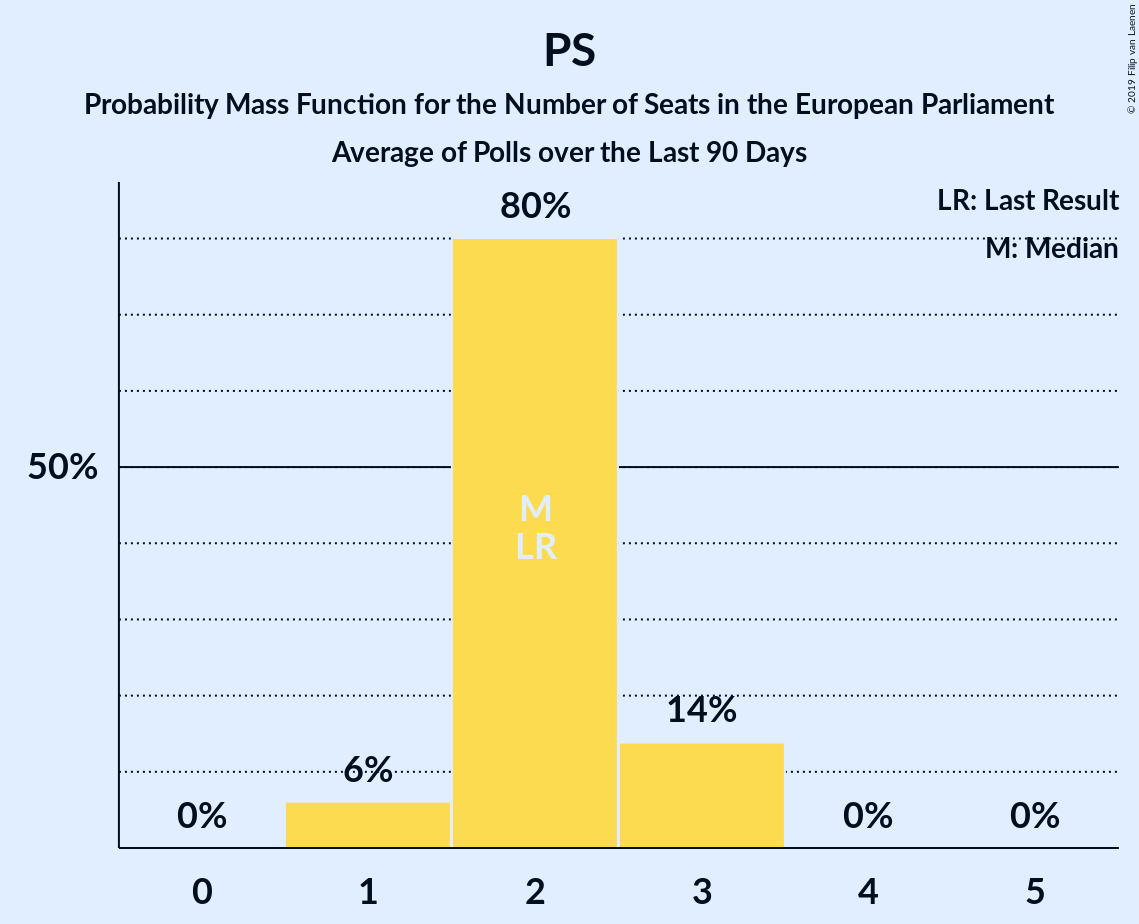 PS
Probability Mass Function for the Number of Seats in the European Parliament
Average of Polls over the Last 90 Days
© 2019 Filip van Laenen
LR: Last Result
M: Median
80%
50%
M
LR
14%
6%
0%
0%
0%
0
1
2
3
4
5